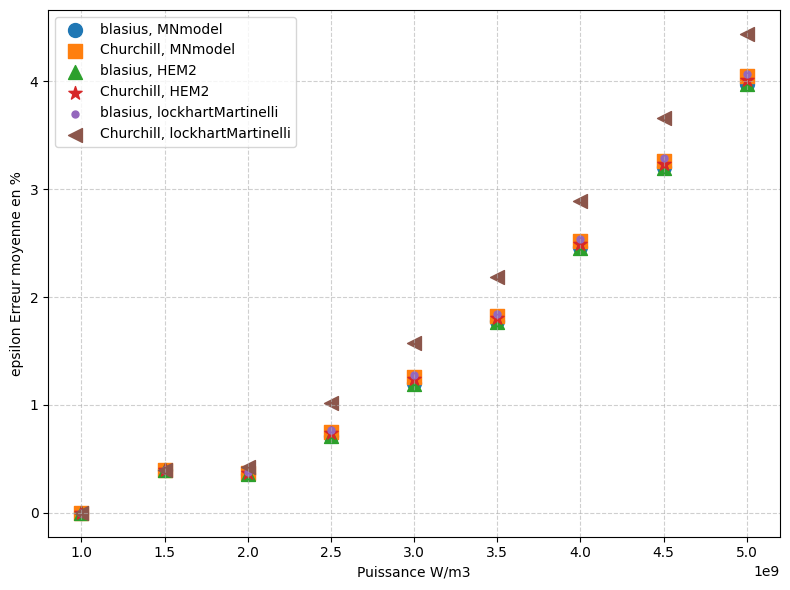 blasius, MNmodel
Churchill, MNmodel
blasius, HEM2
Churchill, HEM2
blasius, lockhartMartinelli
Churchill, lockhartMartinelli
epsilon Erreur moyenne en %
4
3
2
1
0
1.0 1.5 2.0 2.5 3.0 3.5 4.0 4.5 5.0
1e9
Puissance W/m3